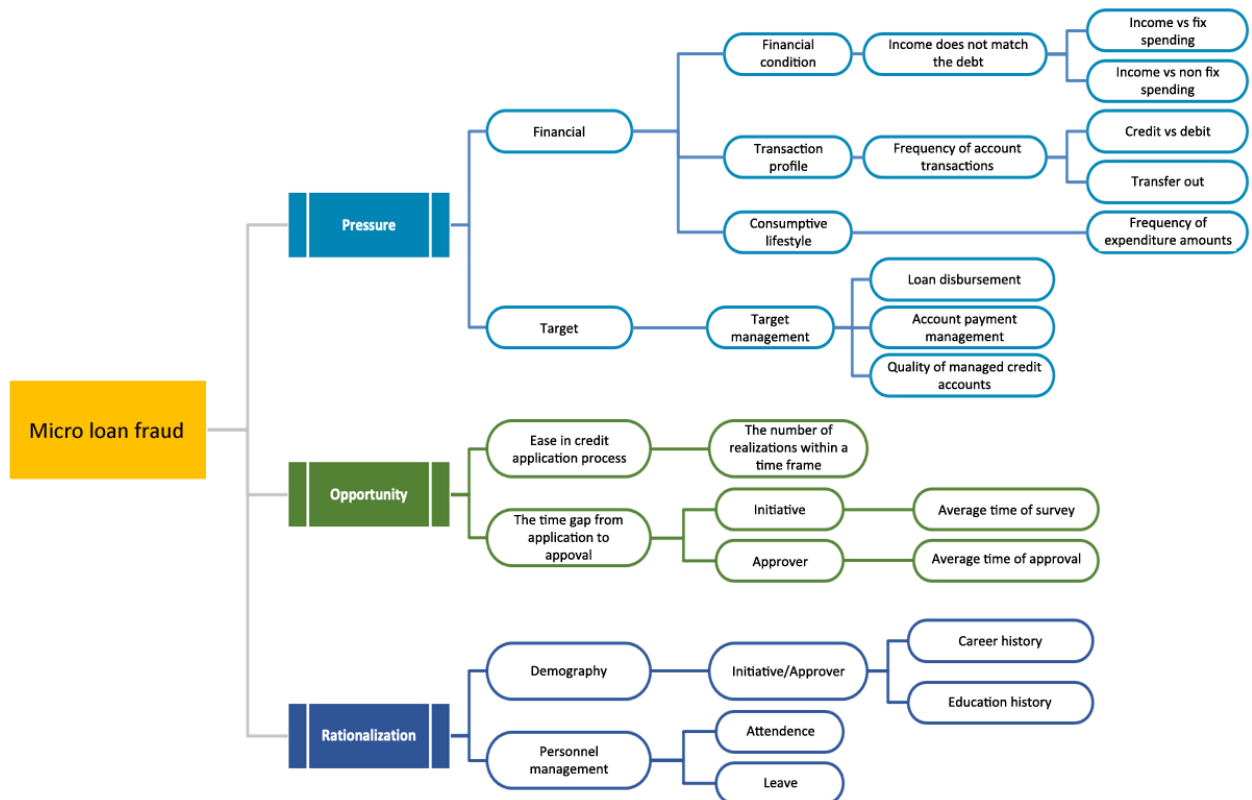 Micro loan fraud
Pressure
Financial
Financial
condition
Income does not match
the debt
Income vs fix
spending
Income vs non fix
spending
Transaction
profile
Frequency of account
transactions
Credit vs debit
Transfer out
Consumptive
lifestyle
Frequency of
expenditure amounts
Target
Target
management
Loan disbursement
Account payment
management
Quality of managed credit
accounts
Opportunity
Ease in credit
application process
The number of
realizations within a
time frame
The time gap from
application to
appoval
Initiative
Average time of survey
Approver
Average time of approval
Rationalization
Demography
Initiative/Approver
Career history
Education history
Personnel
management
Attendence
Leave